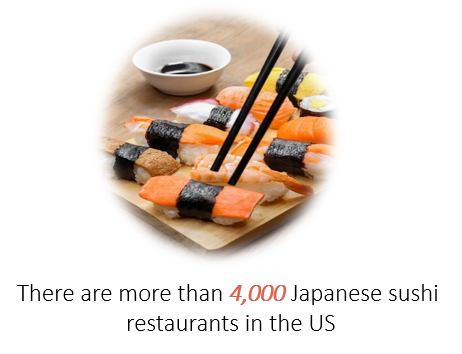 There are more than 4,000 Japanese sushi
restaurants in the US